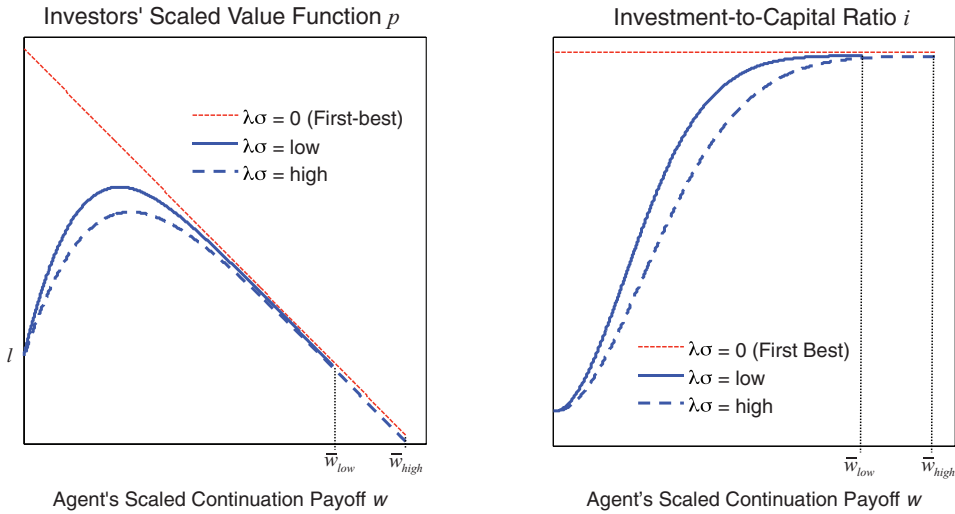 Investors' Scaled Value Function p
λσ = 0 (First-best)
λσ = low
λσ = high
l
w̅low
w̅high
Agent's Scaled Continuation Payoff w
Investment-to-Capital Ratio i
λσ = 0 (First Best)
λσ = low
λσ = high
w̅low
w̅high
Agent's Scaled Continuation Payoff w